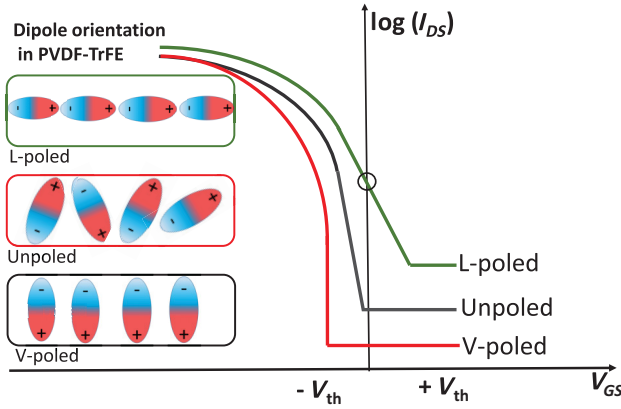 Dipole orientation
in PVDF-TrFE
log (I_DS)
- + - + - + - +
L-poled
+ - + +
- + - -
Unpoled
- - - -
+ + + +
V-poled
L-poled
Unpoled
V-poled
- V_th
+ V_th
V_GS